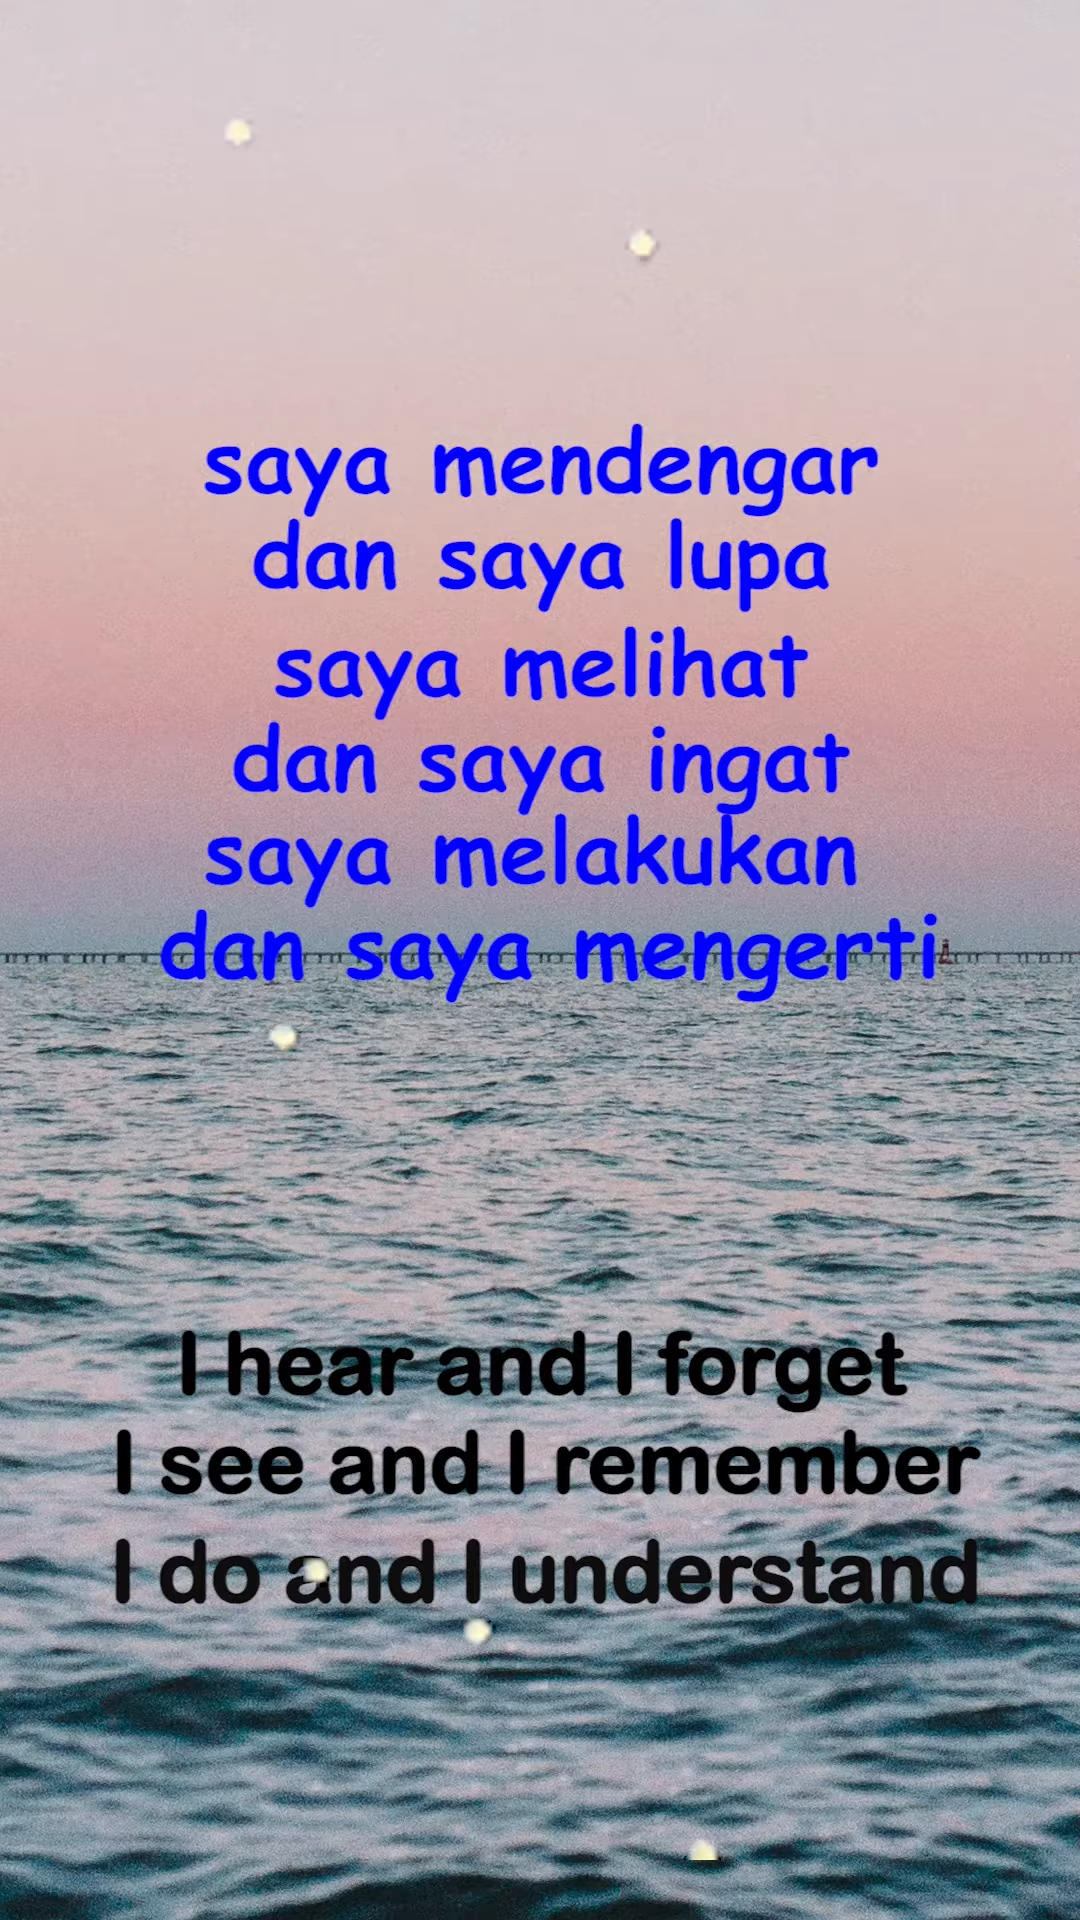 saya mendengar
dan saya lupa
saya melihat
dan saya ingat
saya melakukan
dan saya mengerti
I hear and I forget
I see and I remember
I do and I understand